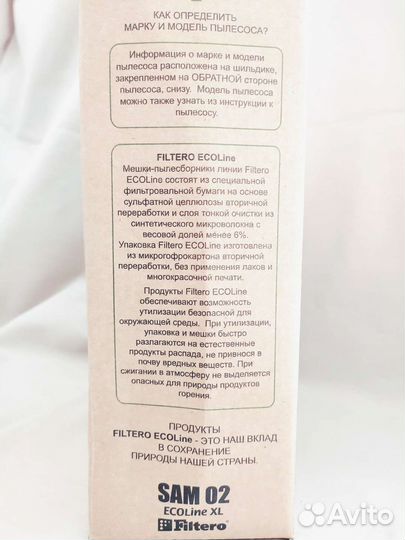 КАК ОПРЕДЕЛИТЬ
МАРКУ И МОДЕЛЬ ПЫЛЕСОСА?
Информация о марке и модели
пылесоса расположена на шильдике,
закрепленном на ОБРАТНОЙ стороне
пылесоса, снизу. Модель пылесоса
можно также узнать из инструкции к
пылесосу.
FILTERO ECOLine
Мешки-пылесборники линии Filtero
ECOLine состоят из специальной
фильтровальной бумаги на основе
сульфатной целлюлозы вторичной
переработки и слоя тонкой очистки из
синтетического микроволокна с
весовой долей менее 6%.
Упаковка Filtero ECOLine изготовлена
из микрогофрокартона вторичной
переработки, без применения лаков и
многокрасочной печати.
Продукты Filtero ECOLine
обеспечивают возможность
утилизации безопасной для
окружающей среды. При утилизации,
упаковка и мешки быстро
разлагаются на естественные
продукты распада, не привнося в
почву вредных веществ. При
сжигании в атмосферу не выделяется
опасных для природы продуктов
горения.
ПРОДУКТЫ
FILTERO ECOLine - ЭТО НАШ ВКЛАД
В СОХРАНЕНИЕ
ПРИРОДЫ НАШЕЙ СТРАНЫ.
SAM 02
ECOLine XL
Filtero
Avito